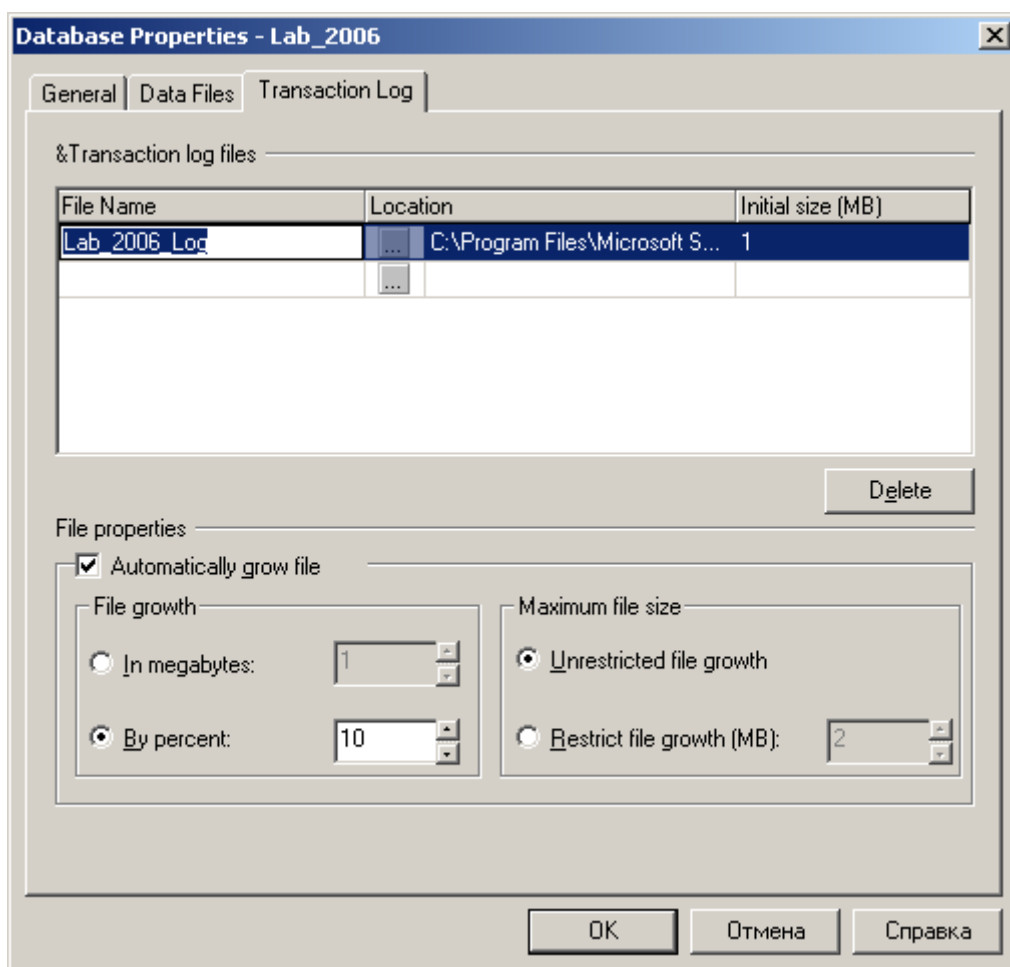 Database Properties - Lab_2006
General Data Files Transaction Log
&Transaction log files
File Name Location Initial size (MB)
Lab_2006_Log ... C:\Program Files\Microsoft S... 1
...
Delete
File properties
Automatically grow file
File growth Maximum file size
In megabytes: 1 Unrestricted file growth
By percent: 10 Restrict file growth (MB): 2
OK Отмена Справка